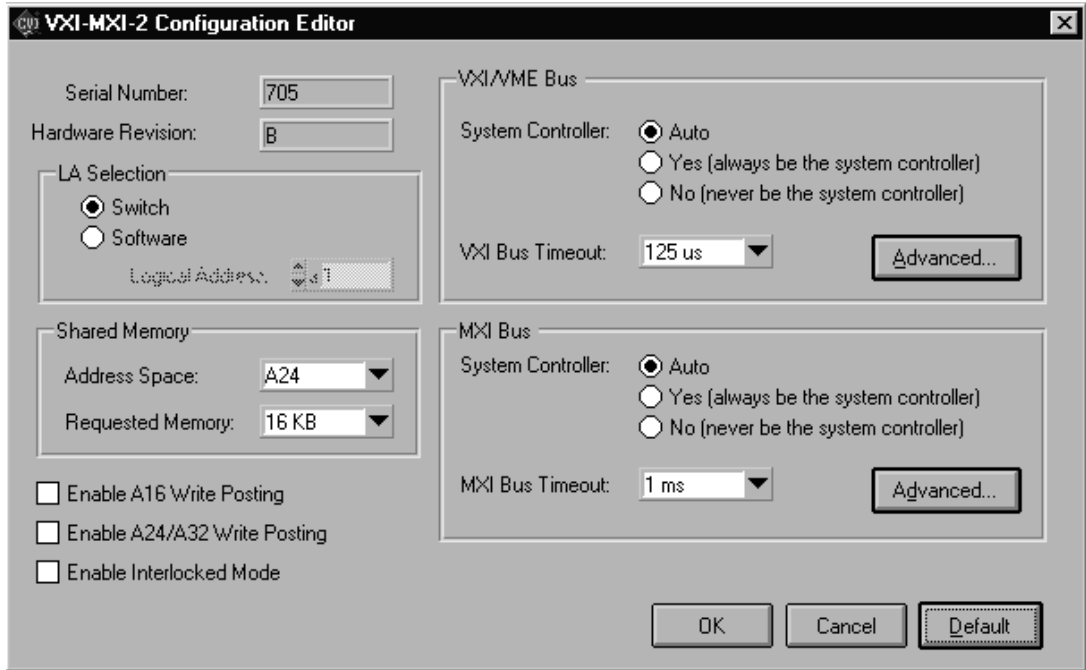 CVI VXI-MXI-2 Configuration Editor
Serial Number: 705
Hardware Revision: B
LA Selection
Switch
Software
Logical Address: 1
Shared Memory
Address Space: A24
Requested Memory: 16 KB
Enable A16 Write Posting
Enable A24/A32 Write Posting
Enable Interlocked Mode
VXI/VME Bus
System Controller: Auto
Yes (always be the system controller)
No (never be the system controller)
VXI Bus Timeout: 125 us
Advanced...
MXI Bus
System Controller: Auto
Yes (always be the system controller)
No (never be the system controller)
MXI Bus Timeout: 1 ms
Advanced...
OK Cancel Default